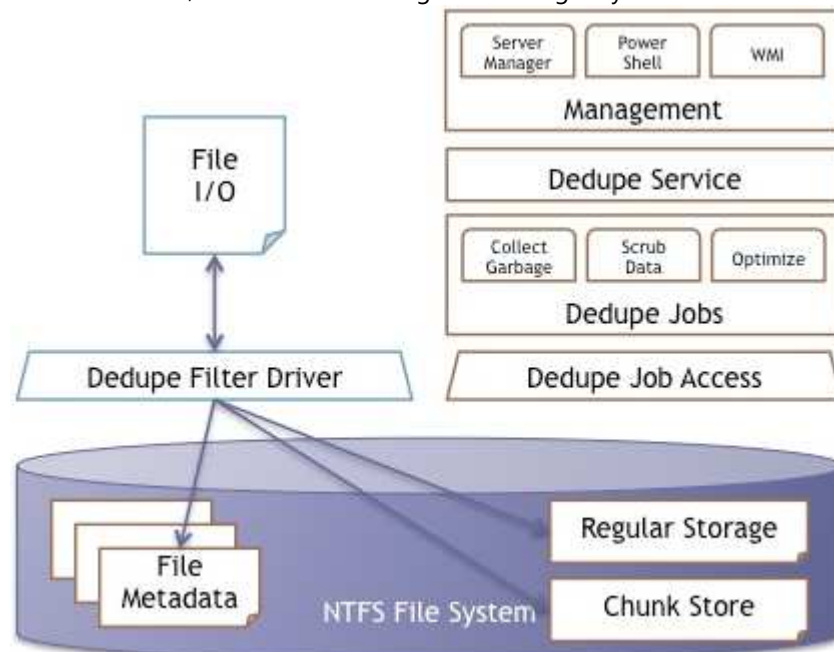 Server
Manager
Power
Shell
WMI
Management
File
I/O
Dedupe Service
Collect
Garbage
Scrub
Data
Optimize
Dedupe Jobs
Dedupe Filter Driver
Dedupe Job Access
Regular Storage
File
Metadata
NTFS File System
Chunk Store